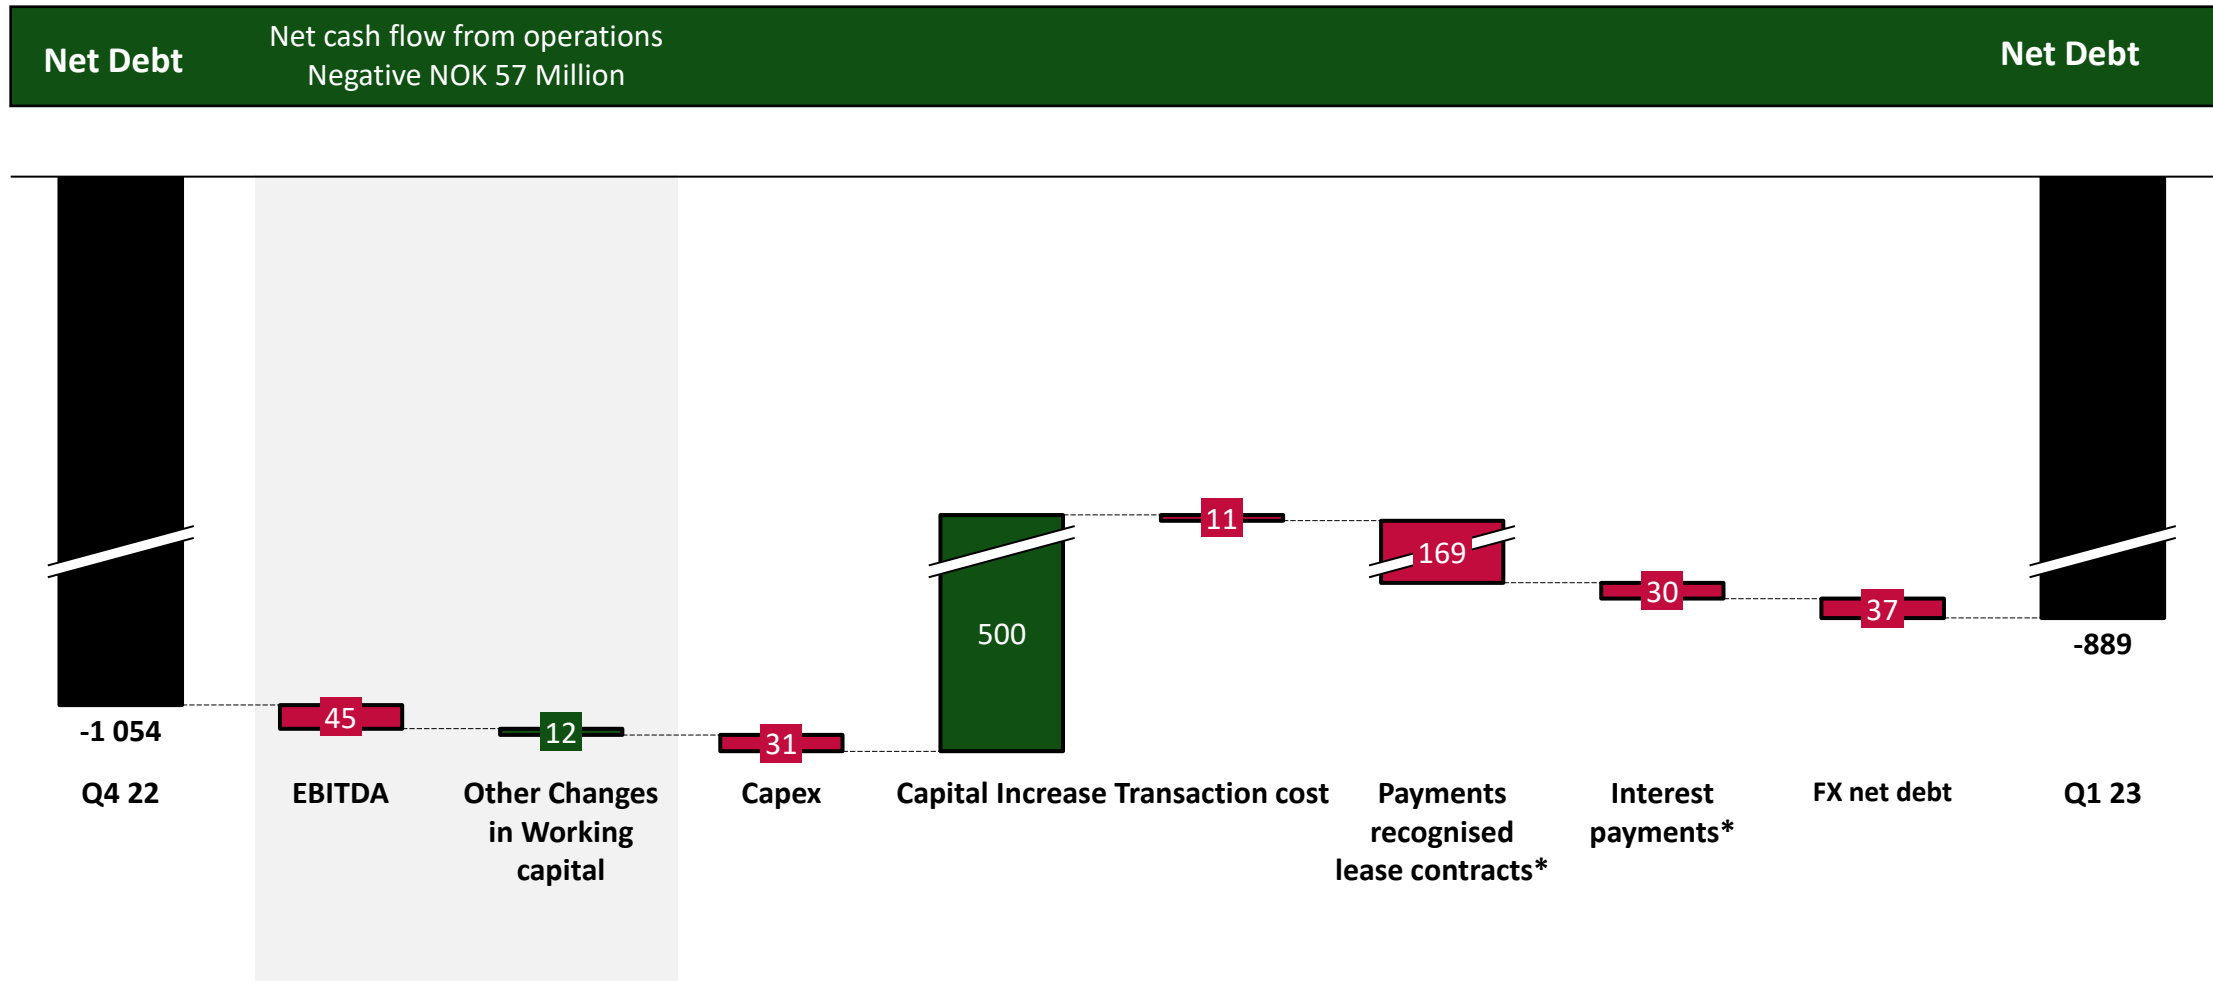 Net Debt
Net cash flow from operations
Negative NOK 57 Million
Net Debt
-1 054
45
12
31
500
11
169
30
37
-889
Q4 22
EBITDA
Other Changes
in Working
capital
Capex
Capital Increase
Transaction cost
Payments
recognised
lease contracts*
Interest
payments*
FX net debt
Q1 23